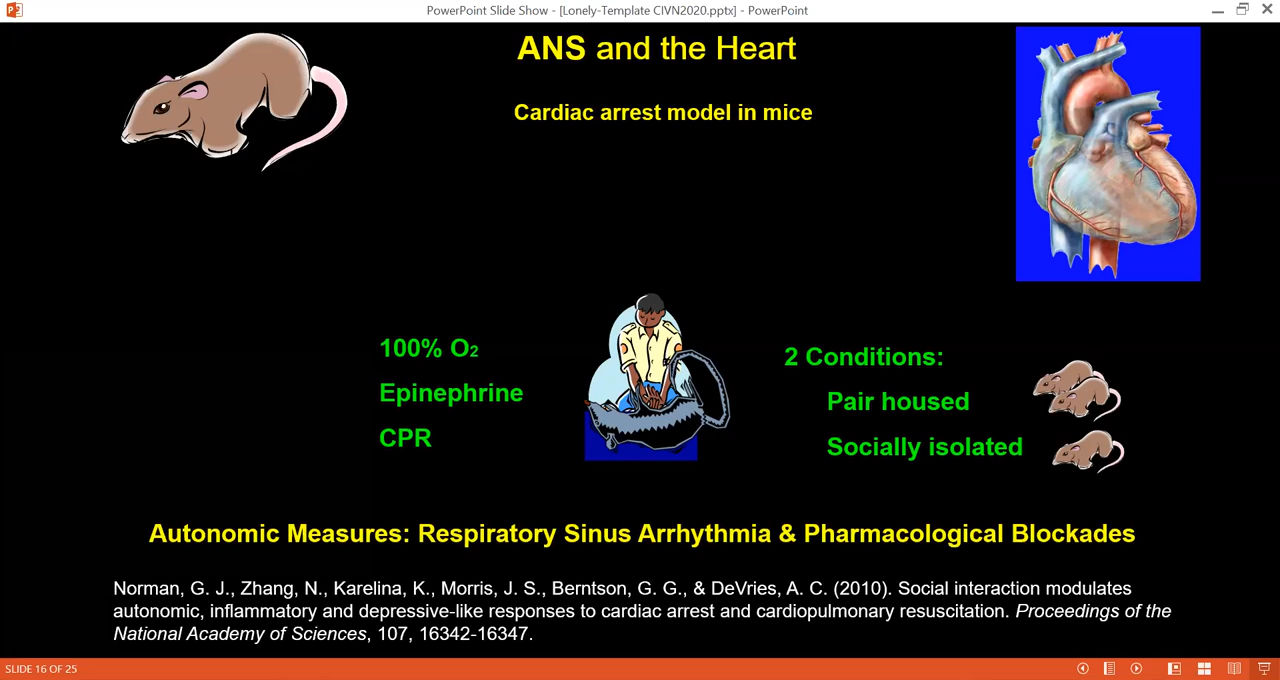 PowerPoint Slide Show - [Lonely-Template CIVN2020.pptx] - PowerPoint
ANS and the Heart
Cardiac arrest model in mice
100% O2
Epinephrine
CPR
2 Conditions:
Pair housed
Socially isolated
Autonomic Measures: Respiratory Sinus Arrhythmia & Pharmacological Blockades
Norman, G. J., Zhang, N., Karelina, K., Morris, J. S., Berntson, G. G., & DeVries, A. C. (2010). Social interaction modulates
autonomic, inflammatory and depressive-like responses to cardiac arrest and cardiopulmonary resuscitation. Proceedings of the
National Academy of Sciences, 107, 16342-16347.
SLIDE 16 OF 25